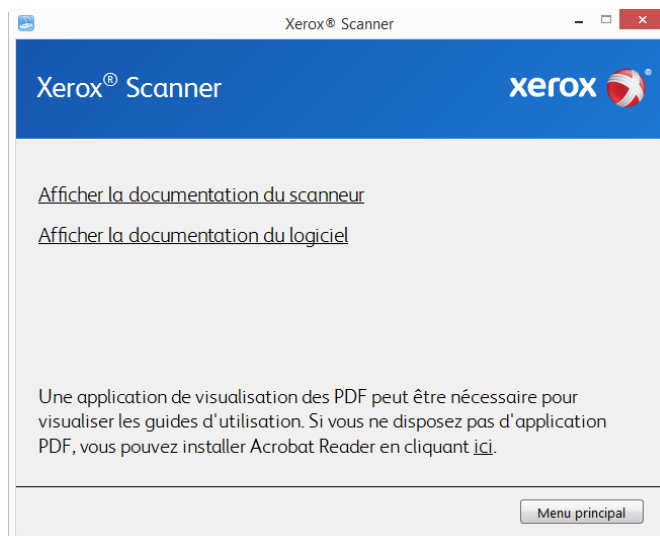 Xerox® Scanner
Xerox® Scanner
xerox ®
Afficher la documentation du scanneur
Afficher la documentation du logiciel
Une application de visualisation des PDF peut être nécessaire pour
visualiser les guides d'utilisation. Si vous ne disposez pas d'application
PDF, vous pouvez installer Acrobat Reader en cliquant ici.
Menu principal